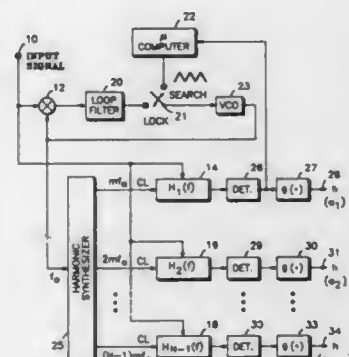 22
10
μ
COMPUTER
INPUT
SIGNAL
20
12
LOOP
FILTER
SEARCH
23
VCO
21
LOCK
14
26
27
28
mf₀
CL
H₁(f)
DET.
g(·)
h
(e₁)
19
29
30
31
2mf₀
CL
H₂(f)
DET.
g(·)
h
(e₂)
f₀
HARMONIC
SYNTHESIZER
25
18
30
33
34
CL
H_N-1(f)
DET.
g(·)
h